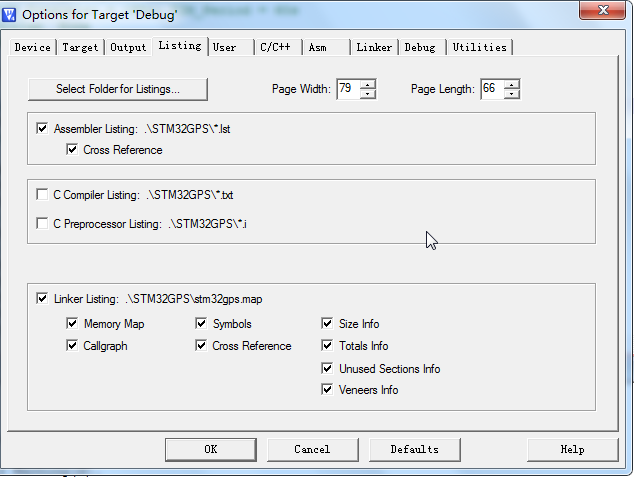 Options for Target 'Debug'
Device Target Output Listing User C/C++ Asm Linker Debug Utilities
Select Folder for Listings... Page Width: 79 Page Length: 66
Assembler Listing: .\STM32GPS\*.lst
Cross Reference
C Compiler Listing: .\STM32GPS\*.txt
C Preprocessor Listing: .\STM32GPS\*.i
Linker Listing: .\STM32GPS\stm32gps.map
Memory Map Symbols Size Info
Callgraph Cross Reference Totals Info
Unused Sections Info
Veneers Info
OK Cancel Defaults Help